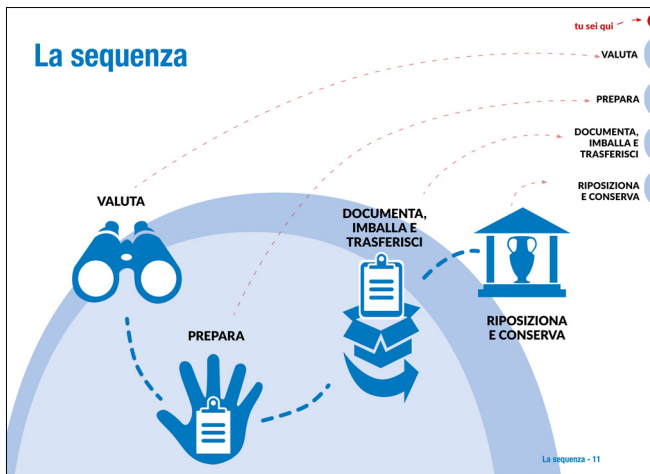 La sequenza
tu sei qui
VALUTA
PREPARA
DOCUMENTA,
IMBALLA E
TRASFERISCI
RIPOSIZIONA
E CONSERVA
VALUTA
PREPARA
DOCUMENTA,
IMBALLA E
TRASFERISCI
RIPOSIZIONA
E CONSERVA
La sequenza - 11